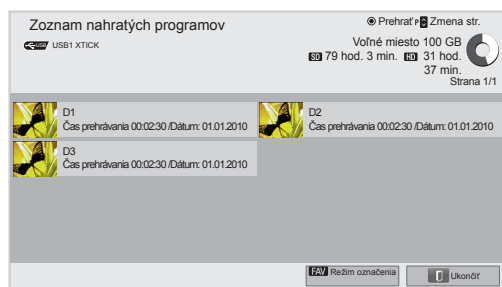 Zoznam nahratých programov
Prehrať P Zmena str.
USB USB1 XTICK
Voľné miesto 100 GB
SD 79 hod. 3 min. HD 31 hod.
37 min.
Strana 1/1
D1
Čas prehrávania 00:02:30 /Dátum: 01.01.2010
D2
Čas prehrávania 00:02:30 /Dátum: 01.01.2010
D3
Čas prehrávania 00:02:30 /Dátum: 01.01.2010
FAV Režim označenia
Ukončiť